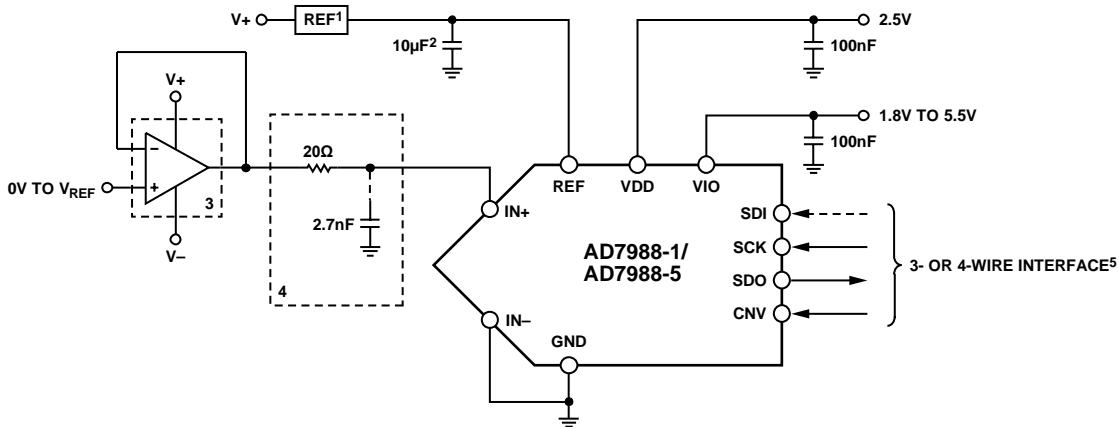 V+ REF1
10µF2
2.5V
100nF
1.8V TO 5.5V
100nF
V+
−
+
3
0V TO VREF
V−
20Ω
2.7nF
4
REF VDD VIO
IN+
IN−
GND
AD7988-1/
AD7988-5
SDI
SCK
SDO
CNV
3- OR 4-WIRE INTERFACE5